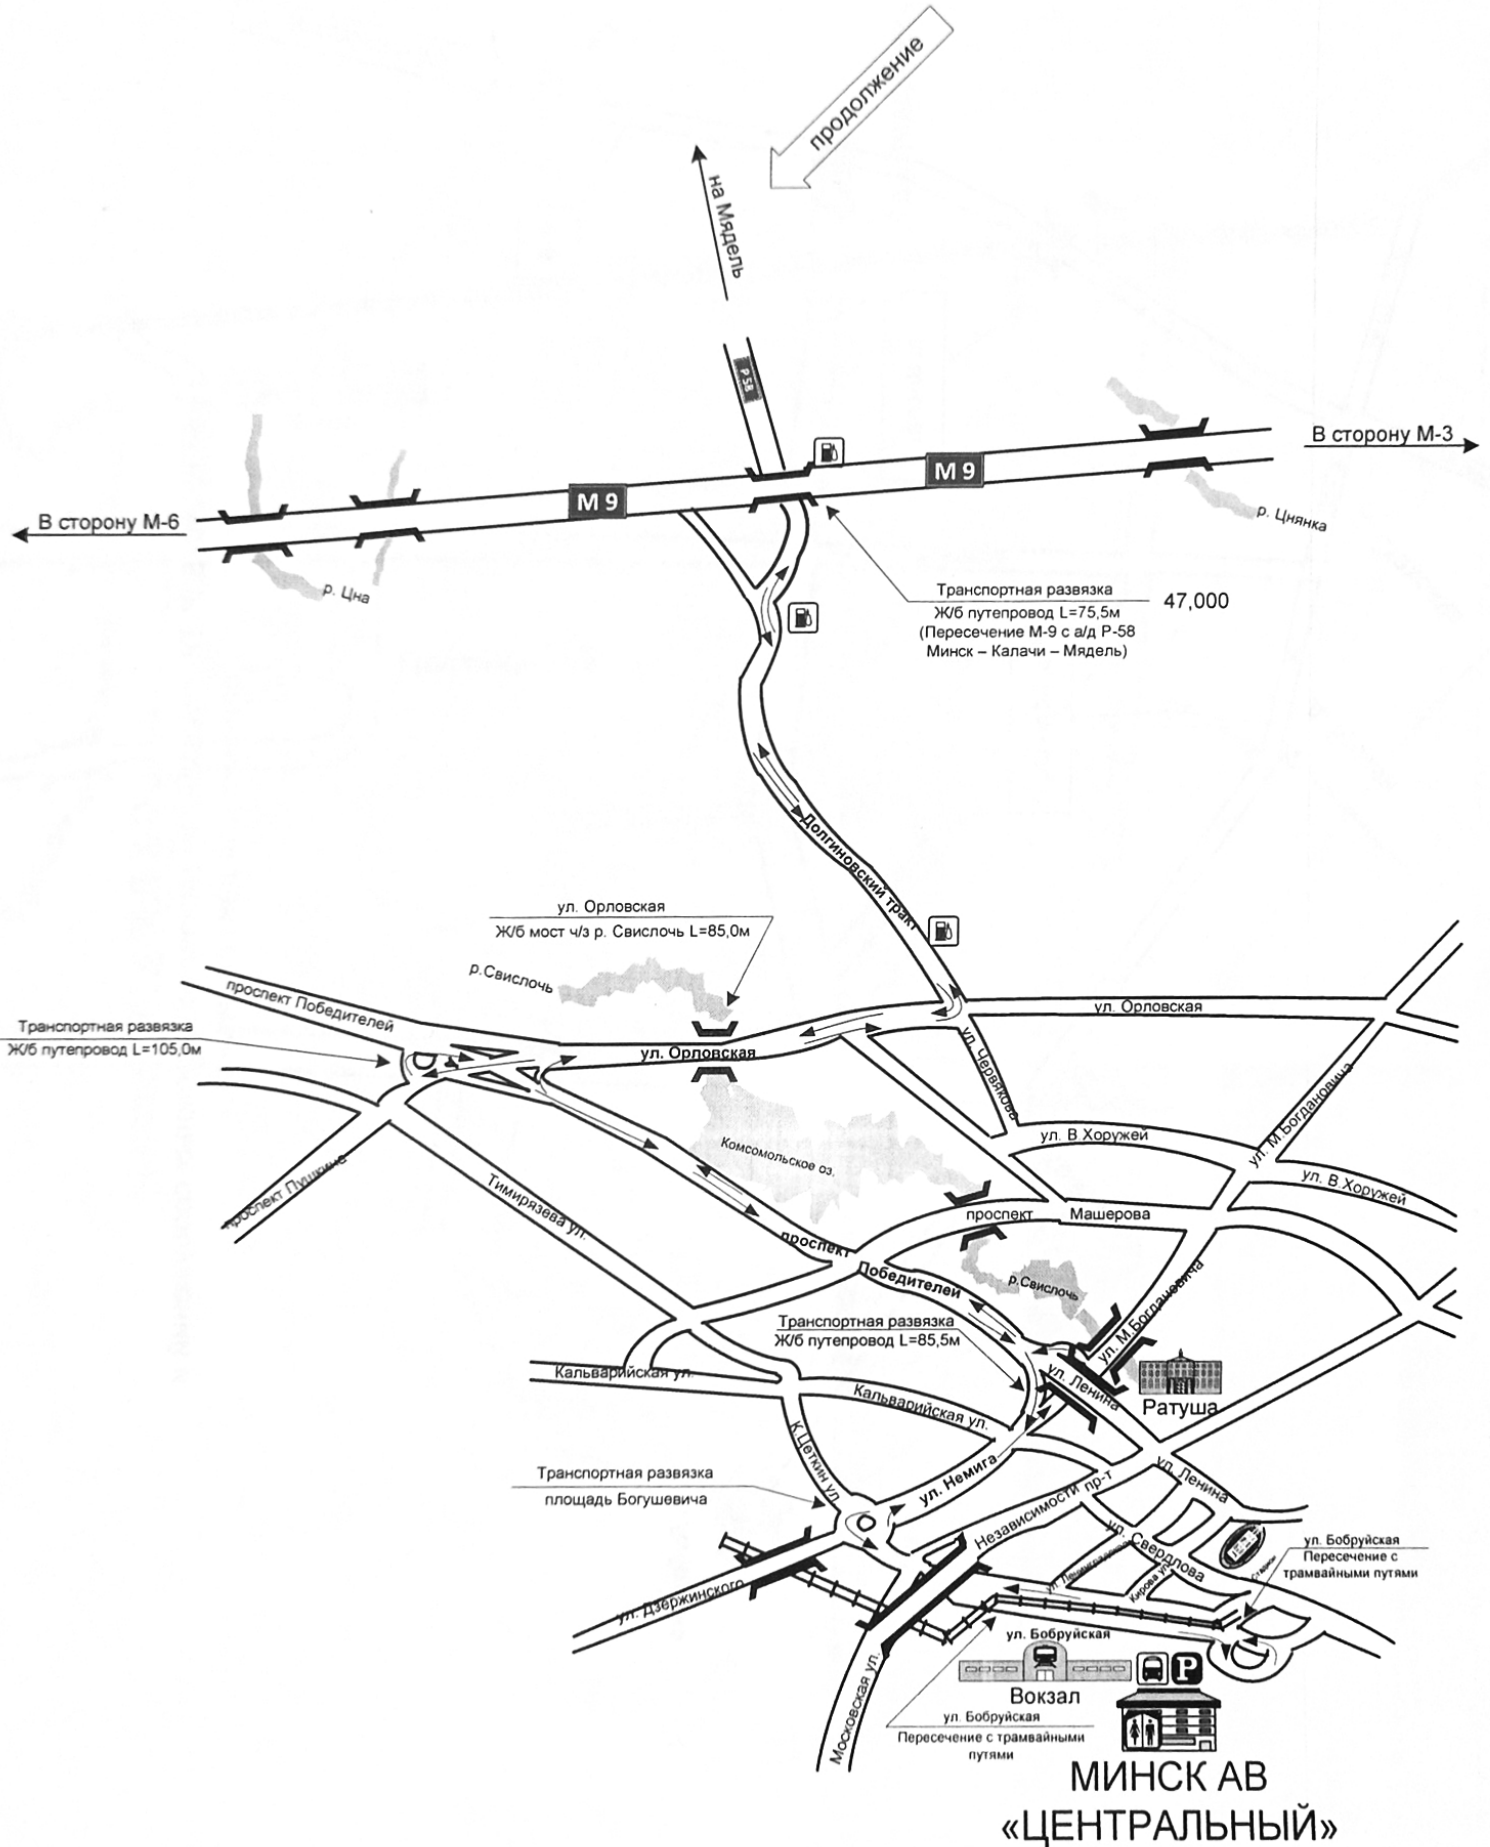 продолжение
на Мядель
Р 58
В сторону М-3
М 9
М 9
В сторону М-6
р. Цнянка
р. Цна
Транспортная развязка
47,000
Ж/б путепровод L=75,5м
(Пересечение М-9 с а/д Р-58
Минск – Калачи – Мядель)
Долгиновский тракт
ул. Орловская
Ж/б мост ч/з р. Свислочь L=85,0м
р.Свислочь
проспект Победителей
Транспортная развязка
Ж/б путепровод L=105,0м
ул. Орловская
ул. Орловская
ул. Червякова
ул. М.Богдановича
ул. В.Хоружей
ул. В.Хоружей
Комсомольское оз.
проспект Пушкина
Тимирязева ул.
проспект
Машерова
проспект
Победителей
р.Свислочь
ул. М.Богдановича
Транспортная развязка
Ж/б путепровод L=85,5м
ул. Ленина
Ратуша
Кальварийская ул.
Кальварийская ул.
К.Цеткин ул.
ул. Немига
Транспортная развязка
площадь Богушевича
Независимости пр-т
ул. Ленина
ул. Свердлова
ул. Ленинградская
Кирова ул.
Стадион
ул. Бобруйская
Пересечение с
трамвайными путями
ул. Дзержинского
ул. Бобруйская
Вокзал
P
Московская ул.
ул. Бобруйская
Пересечение с трамвайными
путями
МИНСК АВ
«ЦЕНТРАЛЬНЫЙ»